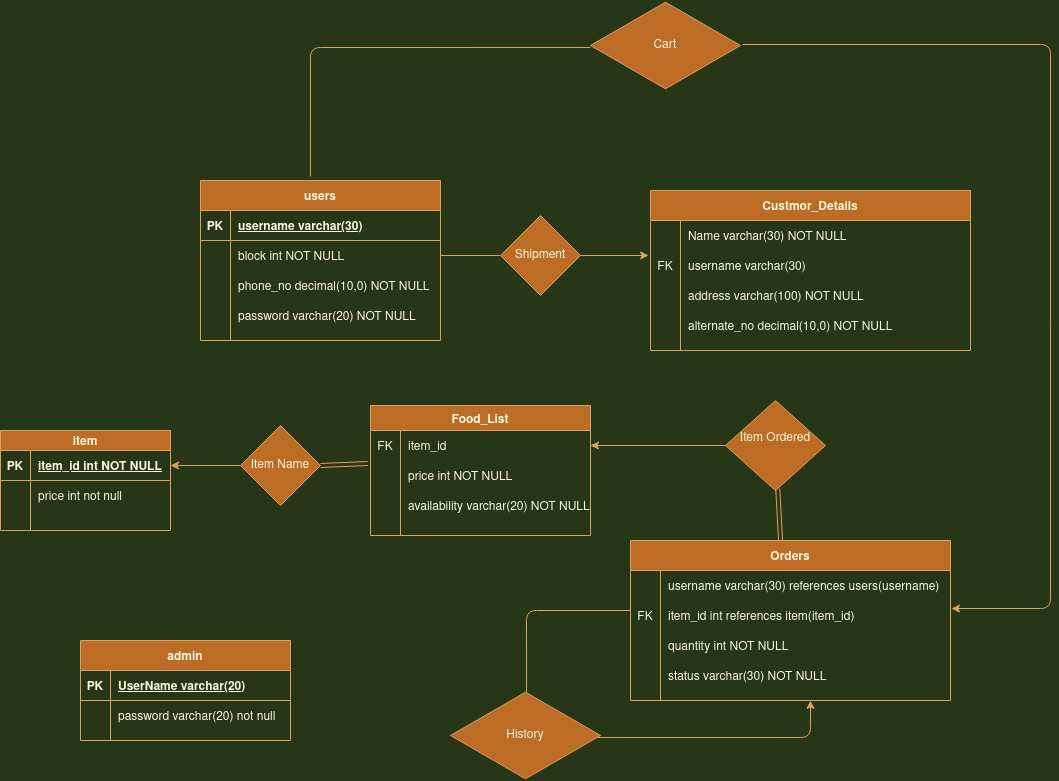 Cart
users
PK username varchar(30)
block int NOT NULL
phone_no decimal(10,0) NOT NULL
password varchar(20) NOT NULL
Shipment
Custmor_Details
Name varchar(30) NOT NULL
FK username varchar(30)
address varchar(100) NOT NULL
alternate_no decimal(10,0) NOT NULL
item
PK item_id int NOT NULL
price int not null
Item Name
Food_List
FK item_id
price int NOT NULL
availability varchar(20) NOT NULL
Item Ordered
Orders
username varchar(30) references users(username)
FK item_id int references item(item_id)
quantity int NOT NULL
status varchar(30) NOT NULL
admin
PK UserName varchar(20)
password varchar(20) not null
History